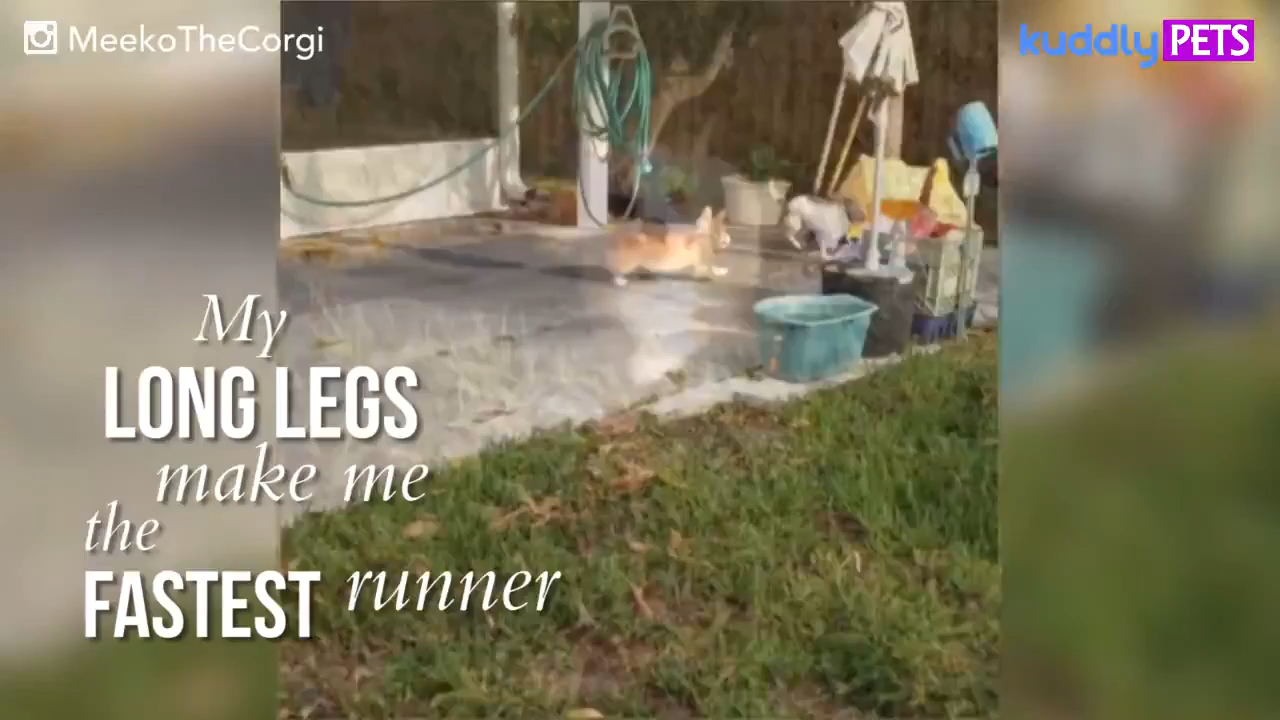 MeekoTheCorgi
kuddly PETS
My
LONG LEGS
make me
the
FASTEST runner